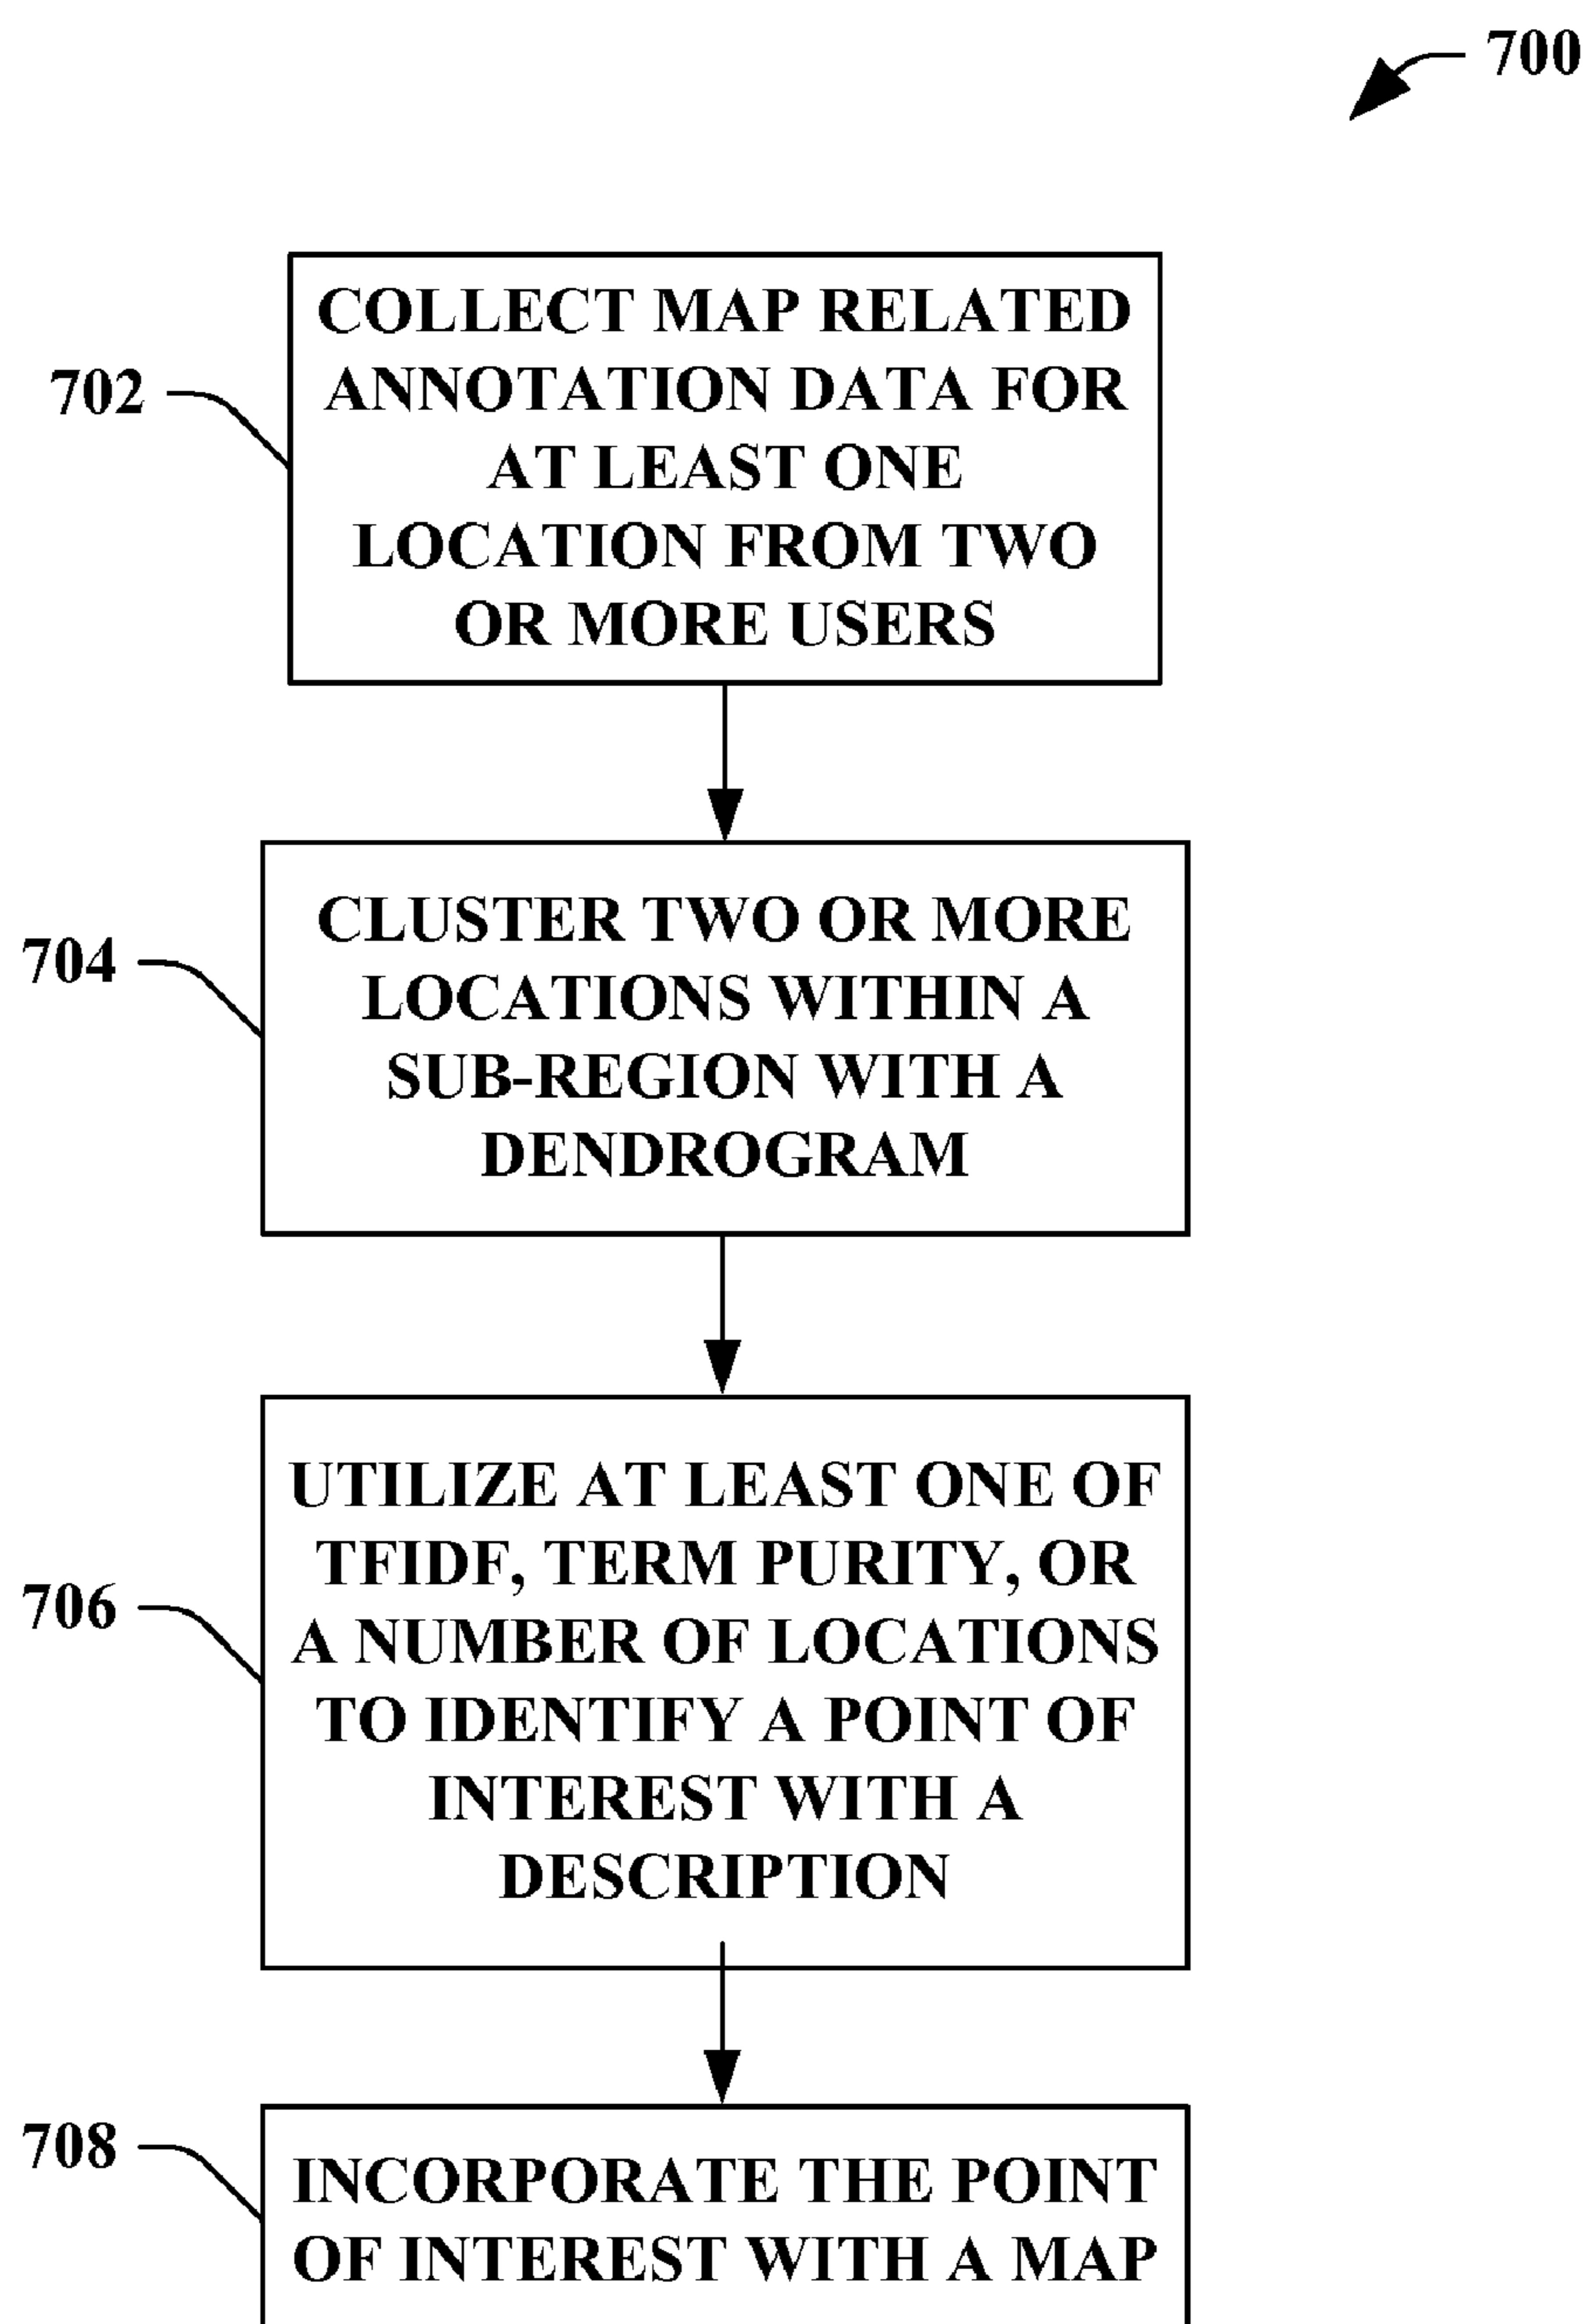 700
702
COLLECT MAP RELATED
ANNOTATION DATA FOR
AT LEAST ONE
LOCATION FROM TWO
OR MORE USERS
704
CLUSTER TWO OR MORE
LOCATIONS WITHIN A
SUB-REGION WITH A
DENDROGRAM
706
UTILIZE AT LEAST ONE OF
TFIDF, TERM PURITY, OR
A NUMBER OF LOCATIONS
TO IDENTIFY A POINT OF
INTEREST WITH A
DESCRIPTION
708
INCORPORATE THE POINT
OF INTEREST WITH A MAP